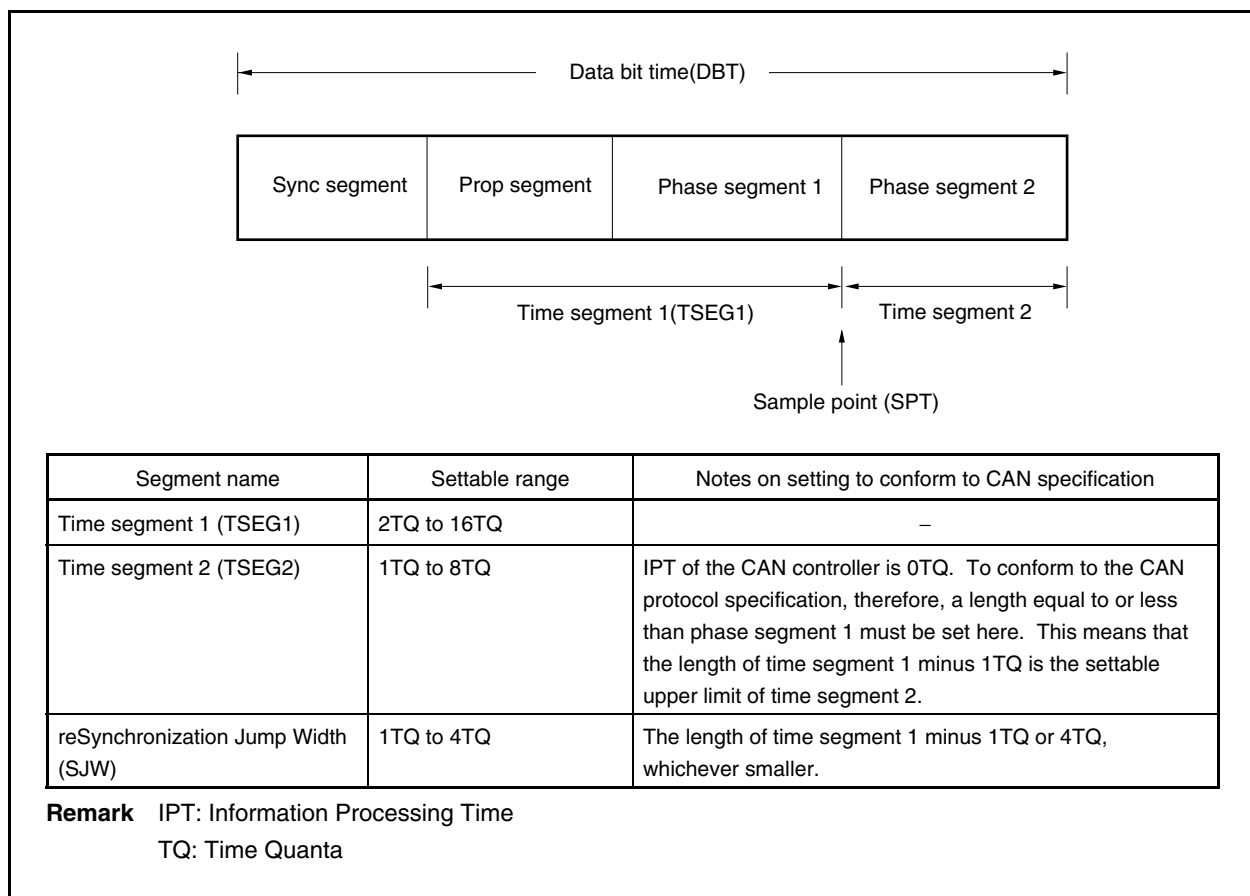 Data bit time(DBT)
Sync segment
Prop segment
Phase segment 1
Phase segment 2
Time segment 1(TSEG1)
Time segment 2
Sample point (SPT)
Segment name
Settable range
Notes on setting to conform to CAN specification
Time segment 1 (TSEG1)
2TQ to 16TQ
–
Time segment 2 (TSEG2)
1TQ to 8TQ
IPT of the CAN controller is 0TQ. To conform to the CAN
protocol specification, therefore, a length equal to or less
than phase segment 1 must be set here. This means that
the length of time segment 1 minus 1TQ is the settable
upper limit of time segment 2.
reSynchronization Jump Width
(SJW)
1TQ to 4TQ
The length of time segment 1 minus 1TQ or 4TQ,
whichever smaller.
Remark IPT: Information Processing Time
TQ: Time Quanta